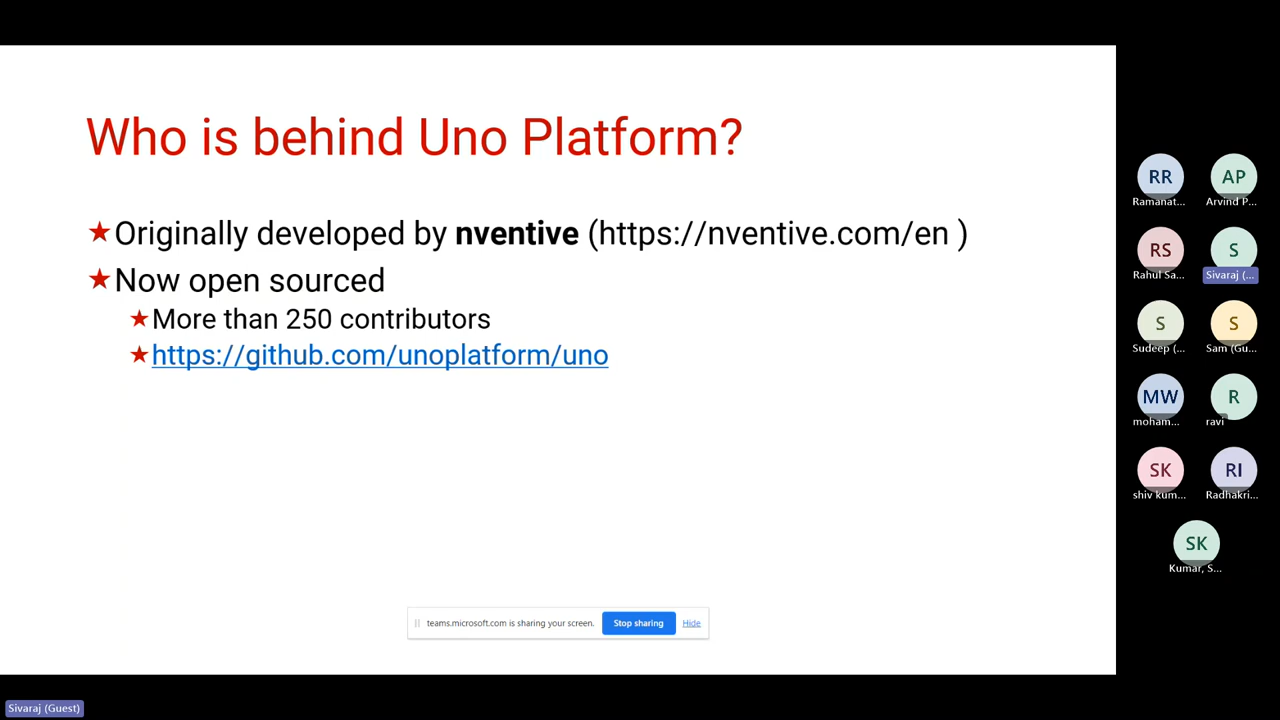 Who is behind Uno Platform?
★Originally developed by nventive (https://nventive.com/en )
★Now open sourced
★More than 250 contributors
★https://github.com/unoplatform/uno
teams.microsoft.com is sharing your screen. Stop sharing Hide
RR AP
Ramanat... Arvind P...
RS S
Rahul Sa... Sivaraj (...
S S
Sudeep (... Sam (Gu...
MW R
moham... ravi
SK RI
shiv kum... Radhakri...
SK
Kumar, S...
Sivaraj (Guest)